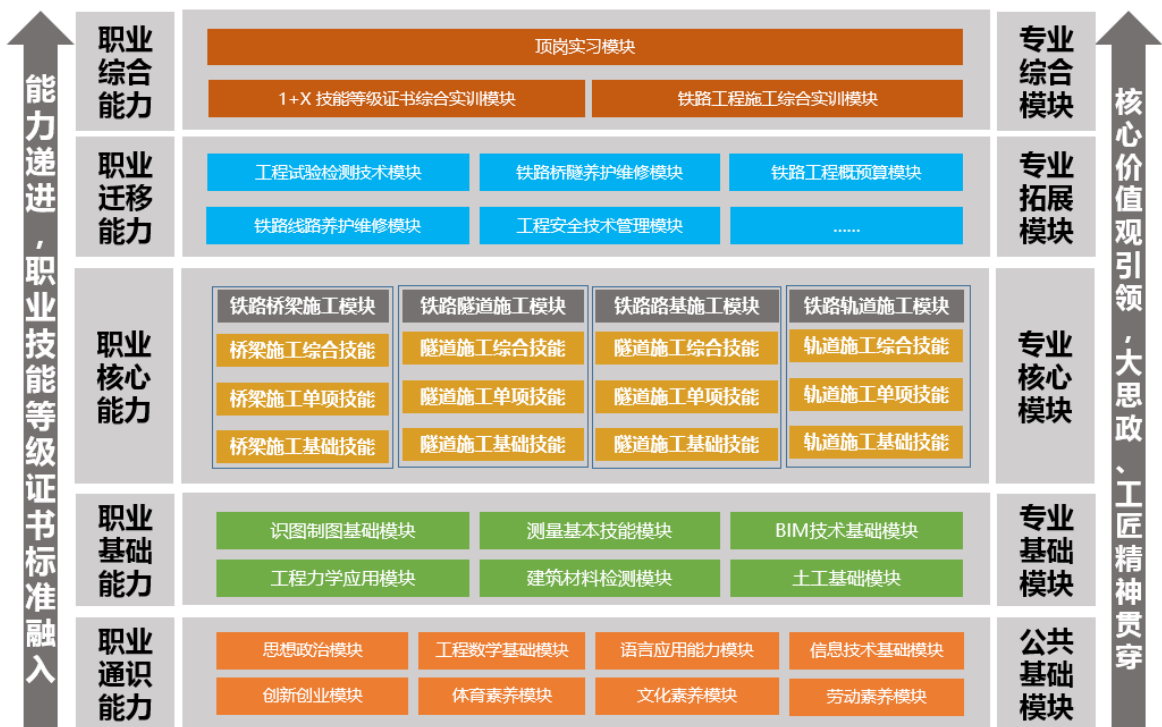 能力递进，职业技能等级证书标准融入
核心价值观引领，大思政、工匠精神贯穿
职业
综合
能力
顶岗实习模块
1+X 技能等级证书综合实训模块
铁路工程施工综合实训模块
专业
综合
模块
职业
迁移
能力
工程试验检测技术模块
铁路桥隧养护维修模块
铁路工程概预算模块
铁路线路养护维修模块
工程安全技术管理模块
……
专业
拓展
模块
职业
核心
能力
铁路桥梁施工模块
桥梁施工综合技能
桥梁施工单项技能
桥梁施工基础技能
铁路隧道施工模块
隧道施工综合技能
隧道施工单项技能
隧道施工基础技能
铁路路基施工模块
隧道施工综合技能
隧道施工单项技能
隧道施工基础技能
铁路轨道施工模块
轨道施工综合技能
轨道施工单项技能
轨道施工基础技能
专业
核心
模块
职业
基础
能力
识图制图基础模块
测量基本技能模块
BIM技术基础模块
工程力学应用模块
建筑材料检测模块
土工基础模块
专业
基础
模块
职业
通识
能力
思想政治模块
工程数学基础模块
语言应用能力模块
信息技术基础模块
创新创业模块
体育素养模块
文化素养模块
劳动素养模块
公共
基础
模块